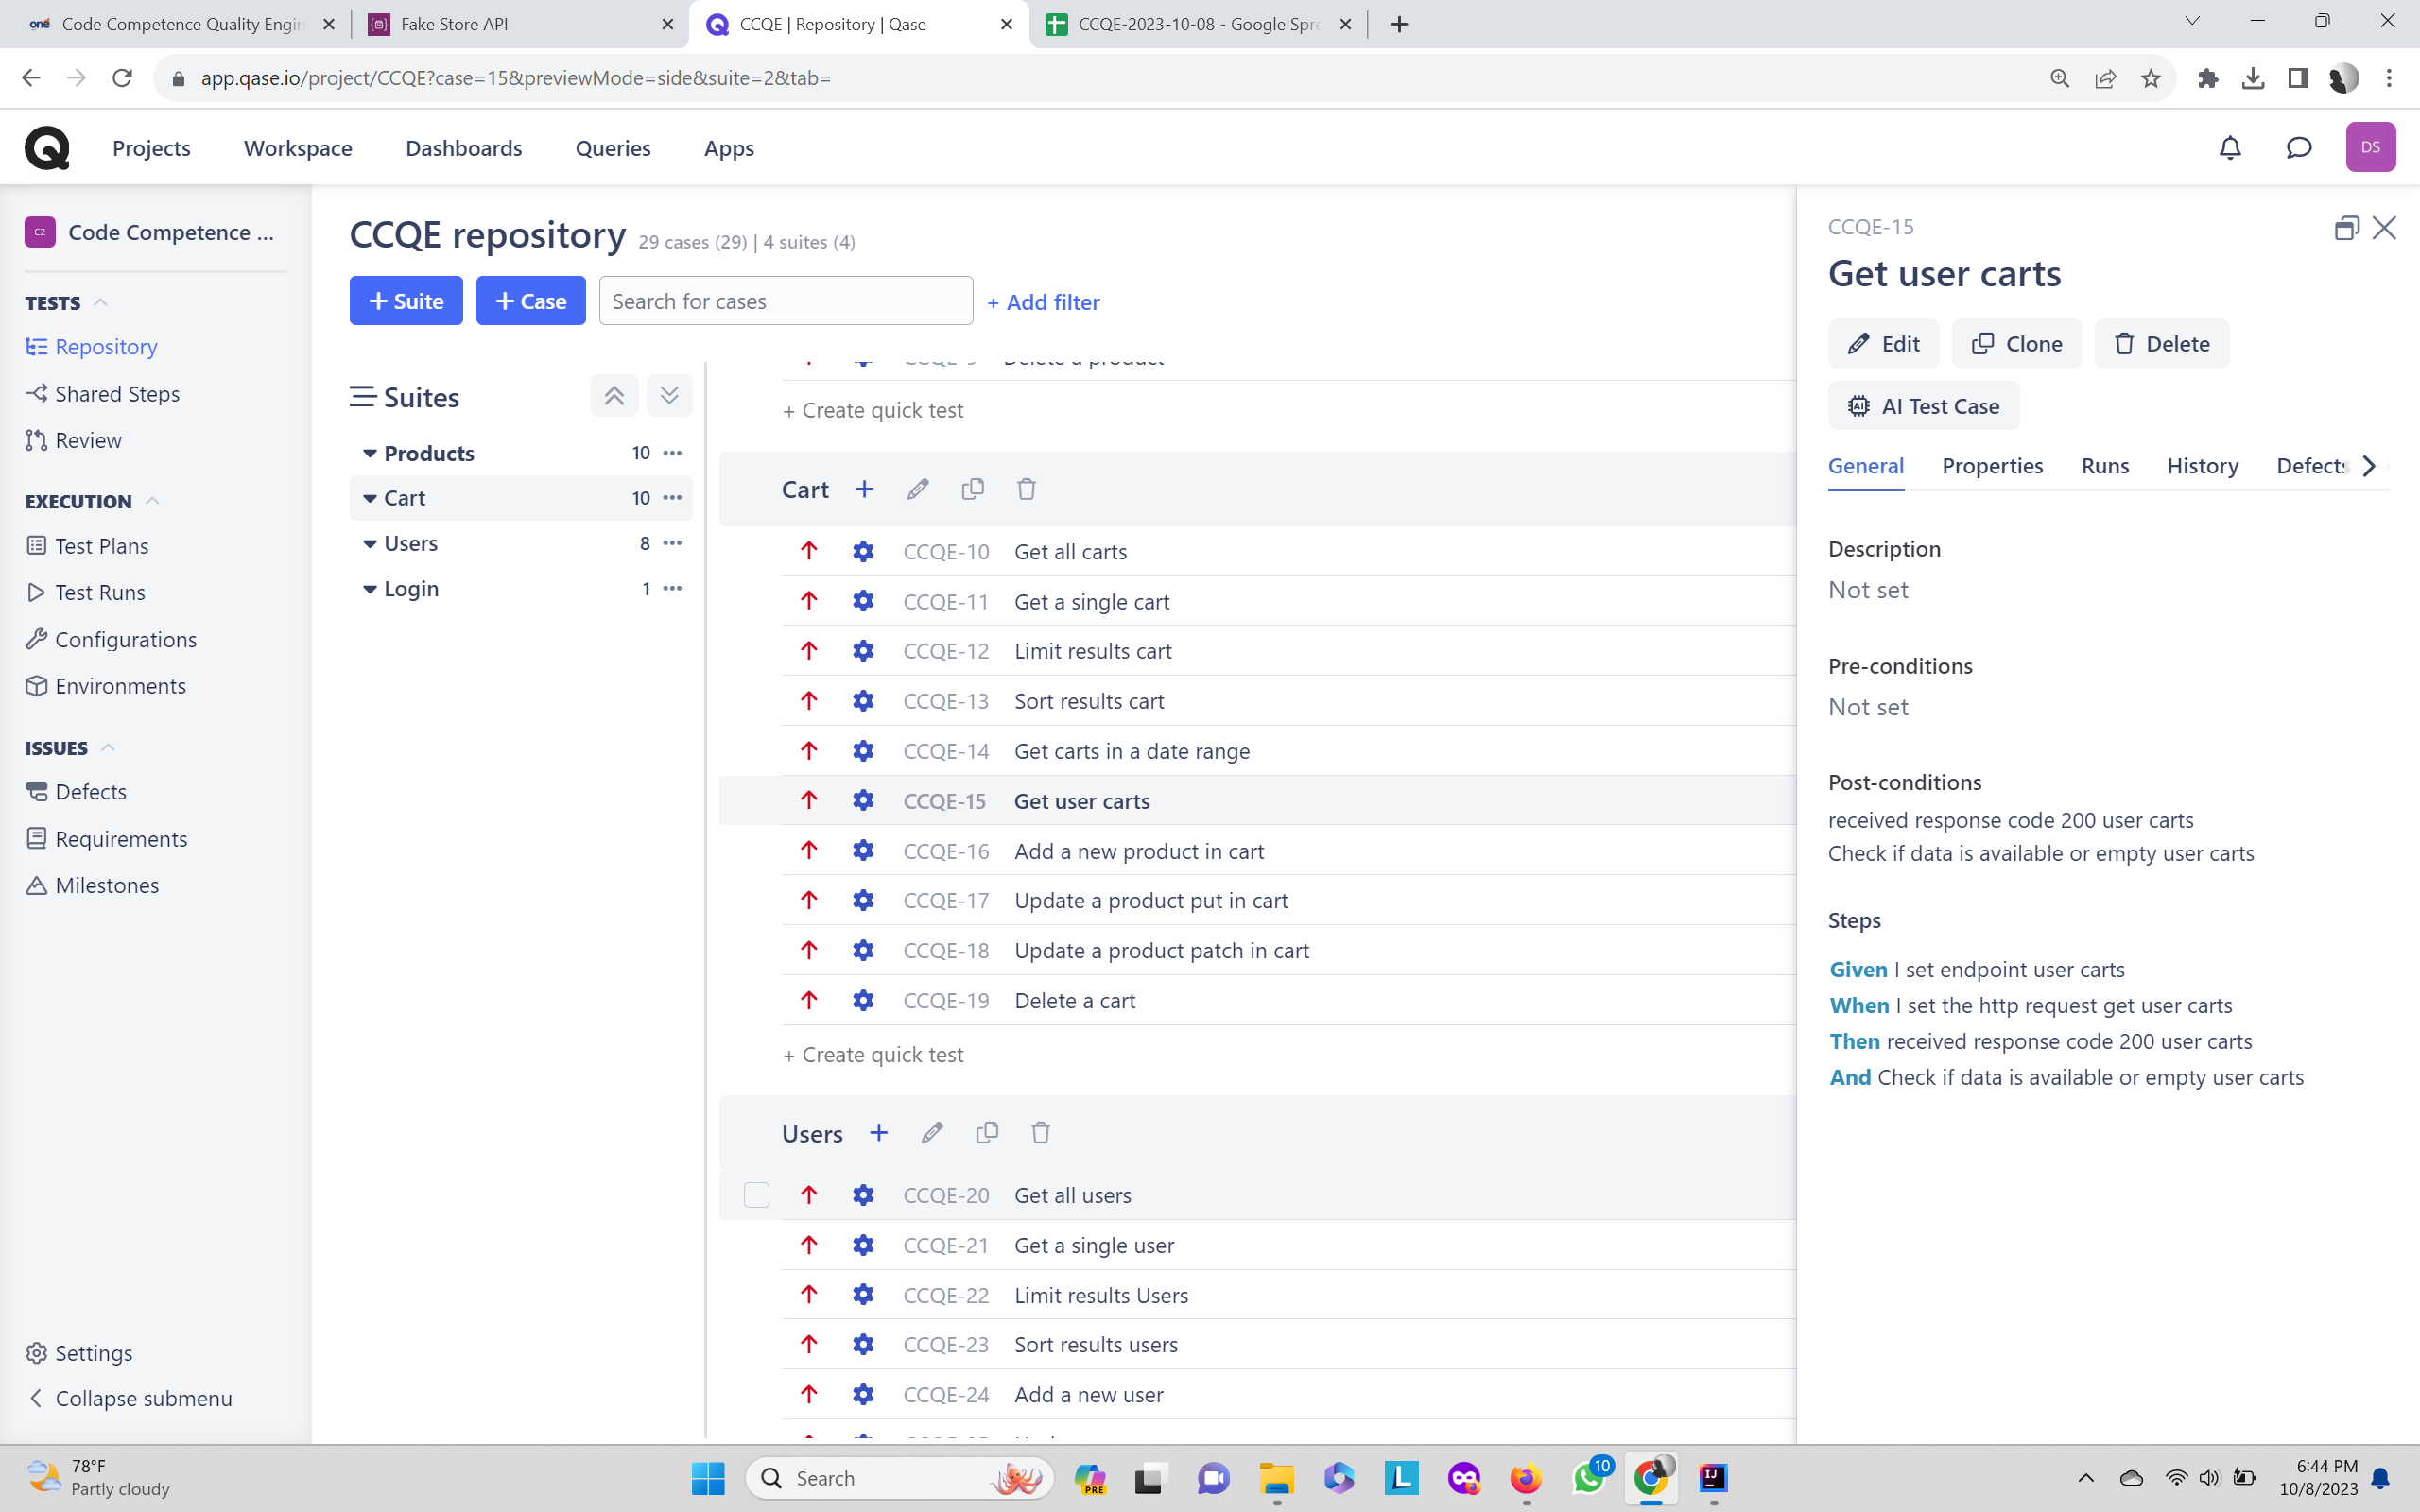 one Code Competence Quality Engin
Fake Store API
CCQE | Repository | Qase
CCQE-2023-10-08 - Google Spre
app.qase.io/project/CCQE?case=15&previewMode=side&suite=2&tab=
Projects
Workspace
Dashboards
Queries
Apps
DS
C2 Code Competence ...
TESTS
Repository
Shared Steps
Review
EXECUTION
Test Plans
Test Runs
Configurations
Environments
ISSUES
Defects
Requirements
Milestones
Settings
Collapse submenu
CCQE repository 29 cases (29) | 4 suites (4)
+ Suite
+ Case
Search for cases
+ Add filter
Suites
Products 10
Cart 10
Users 8
Login 1
Delete a product
+ Create quick test
Cart
CCQE-10 Get all carts
CCQE-11 Get a single cart
CCQE-12 Limit results cart
CCQE-13 Sort results cart
CCQE-14 Get carts in a date range
CCQE-15 Get user carts
CCQE-16 Add a new product in cart
CCQE-17 Update a product put in cart
CCQE-18 Update a product patch in cart
CCQE-19 Delete a cart
+ Create quick test
Users
CCQE-20 Get all users
CCQE-21 Get a single user
CCQE-22 Limit results Users
CCQE-23 Sort results users
CCQE-24 Add a new user
CCQE-15
Get user carts
Edit
Clone
Delete
AI Test Case
General
Properties
Runs
History
Defects
Description
Not set
Pre-conditions
Not set
Post-conditions
received response code 200 user carts
Check if data is available or empty user carts
Steps
Given I set endpoint user carts
When I set the http request get user carts
Then received response code 200 user carts
And Check if data is available or empty user carts
78°F
Partly cloudy
Search
PRE
L
10
IJ
6:44 PM
10/8/2023